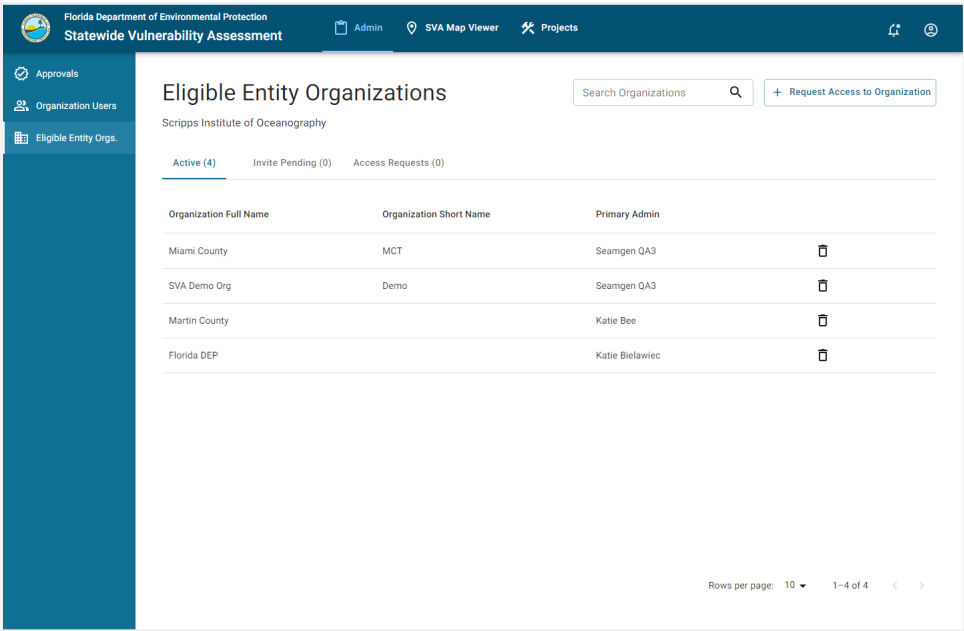 Florida Department of Environmental Protection
Statewide Vulnerability Assessment
Admin
SVA Map Viewer
Projects
Approvals
Organization Users
Eligible Entity Orgs.
Eligible Entity Organizations
Search Organizations
+ Request Access to Organization
Scripps Institute of Oceanography
Active (4) Invite Pending (0) Access Requests (0)
Organization Full Name Organization Short Name Primary Admin
Miami County MCT Seamgen QA3
SVA Demo Org Demo Seamgen QA3
Martin County Katie Bee
Florida DEP Katie Bielawiec
Rows per page: 10 1–4 of 4